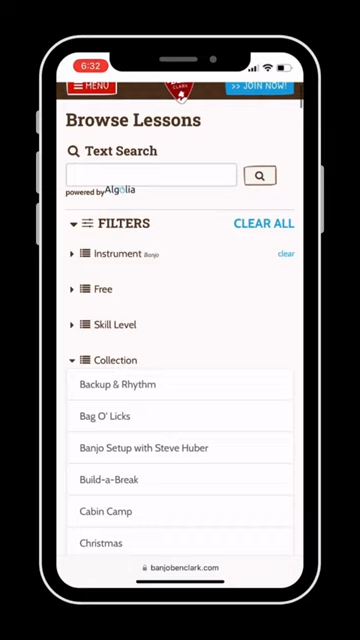 6:32
MENU
CLARK
>> JOIN NOW!
Browse Lessons
Text Search
powered by Algolia
FILTERS
CLEAR ALL
Instrument Banjo
clear
Free
Skill Level
Collection
Backup & Rhythm
Bag O' Licks
Banjo Setup with Steve Huber
Build-a-Break
Cabin Camp
Christmas
banjobenclark.com